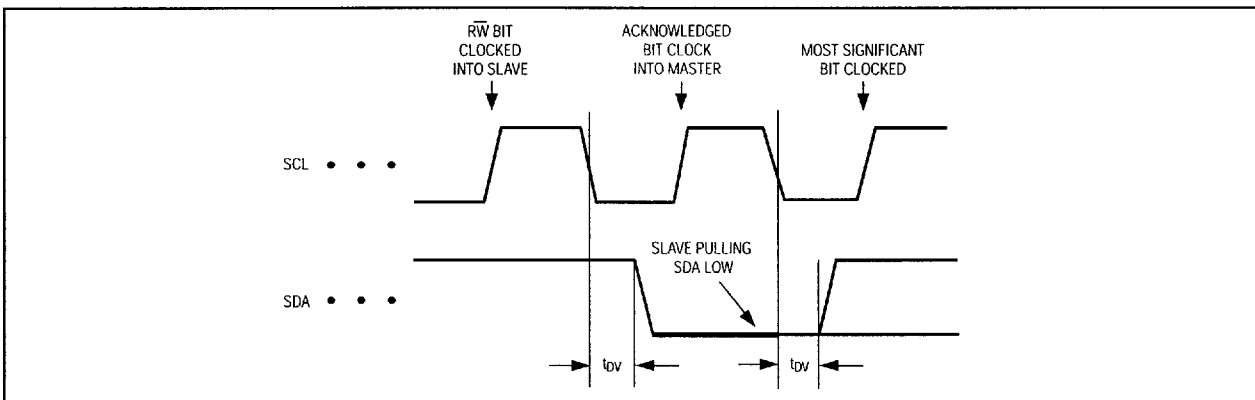 RW̅ BIT
CLOCKED
INTO SLAVE
ACKNOWLEDGED
BIT CLOCK
INTO MASTER
MOST SIGNIFICANT
BIT CLOCKED
SCL • • •
SLAVE PULLING
SDA LOW
SDA • • •
tDV
tDV